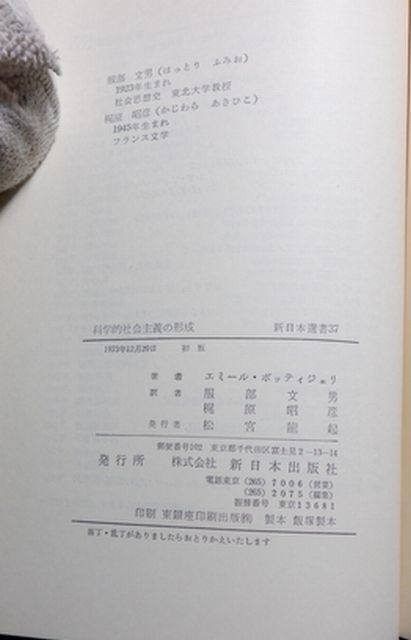 服部 文男(はっとり ふみお)
1923年生まれ
社会思想史 東北大学教授
梶原 昭彦(かじわら あきひこ)
1945年生まれ
フランス文学
科学的社会主義の形成 新日本選書37
1973年12月20日 初版
著者 エミール・ボッティジェリ
訳者 服部文男
梶原昭彦
発行者 松宮龍起
郵便番号102 東京都千代田区富士見2-13-14
発行所 株式会社 新日本出版社
電話東京(265)7006(営業)
(265)2075(編集)
振替番号 東京13681
印刷 東銀座印刷出版㈱ 製本 飯塚製本
落丁・乱丁がありましたらおとりかえいたします